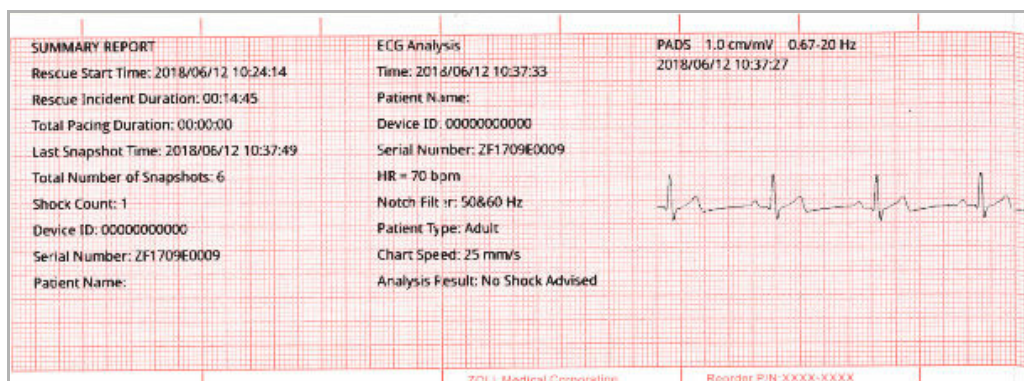 SUMMARY REPORT
Rescue Start Time: 2018/06/12 10:24:14
Rescue Incident Duration: 00:14:45
Total Pacing Duration: 00:00:00
Last Snapshot Time: 2018/06/12 10:37:49
Total Number of Snapshots: 6
Shock Count: 1
Device ID: 00000000000
Serial Number: ZF1709E0009
Patient Name:
ECG Analysis
Time: 2018/06/12 10:37:33
Patient Name:
Device ID: 00000000000
Serial Number: ZF1709E0009
HR = 70 bpm
Notch Filter: 50&60 Hz
Patient Type: Adult
Chart Speed: 25 mm/s
Analysis Result: No Shock Advised
PADS 1.0 cm/mV 0.67-20 Hz
2018/06/12 10:37:27
ZOLL Medical Corporation
Reorder P/N:XXXX-XXXX